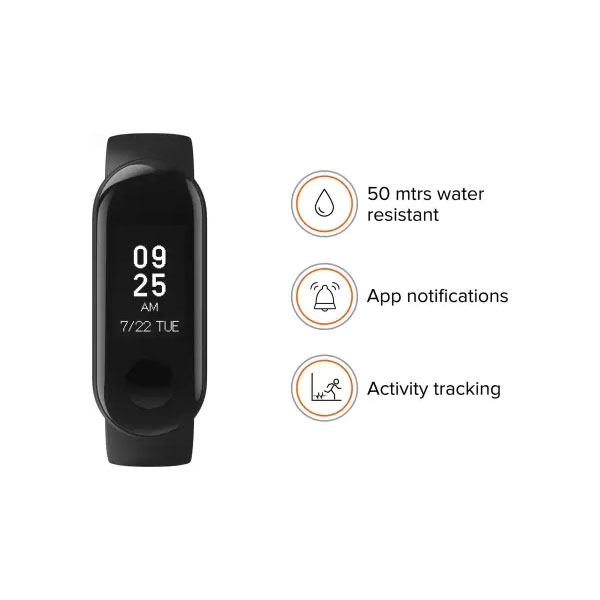 09
25
AM
7/22 TUE
50 mtrs water
resistant
App notifications
Activity tracking